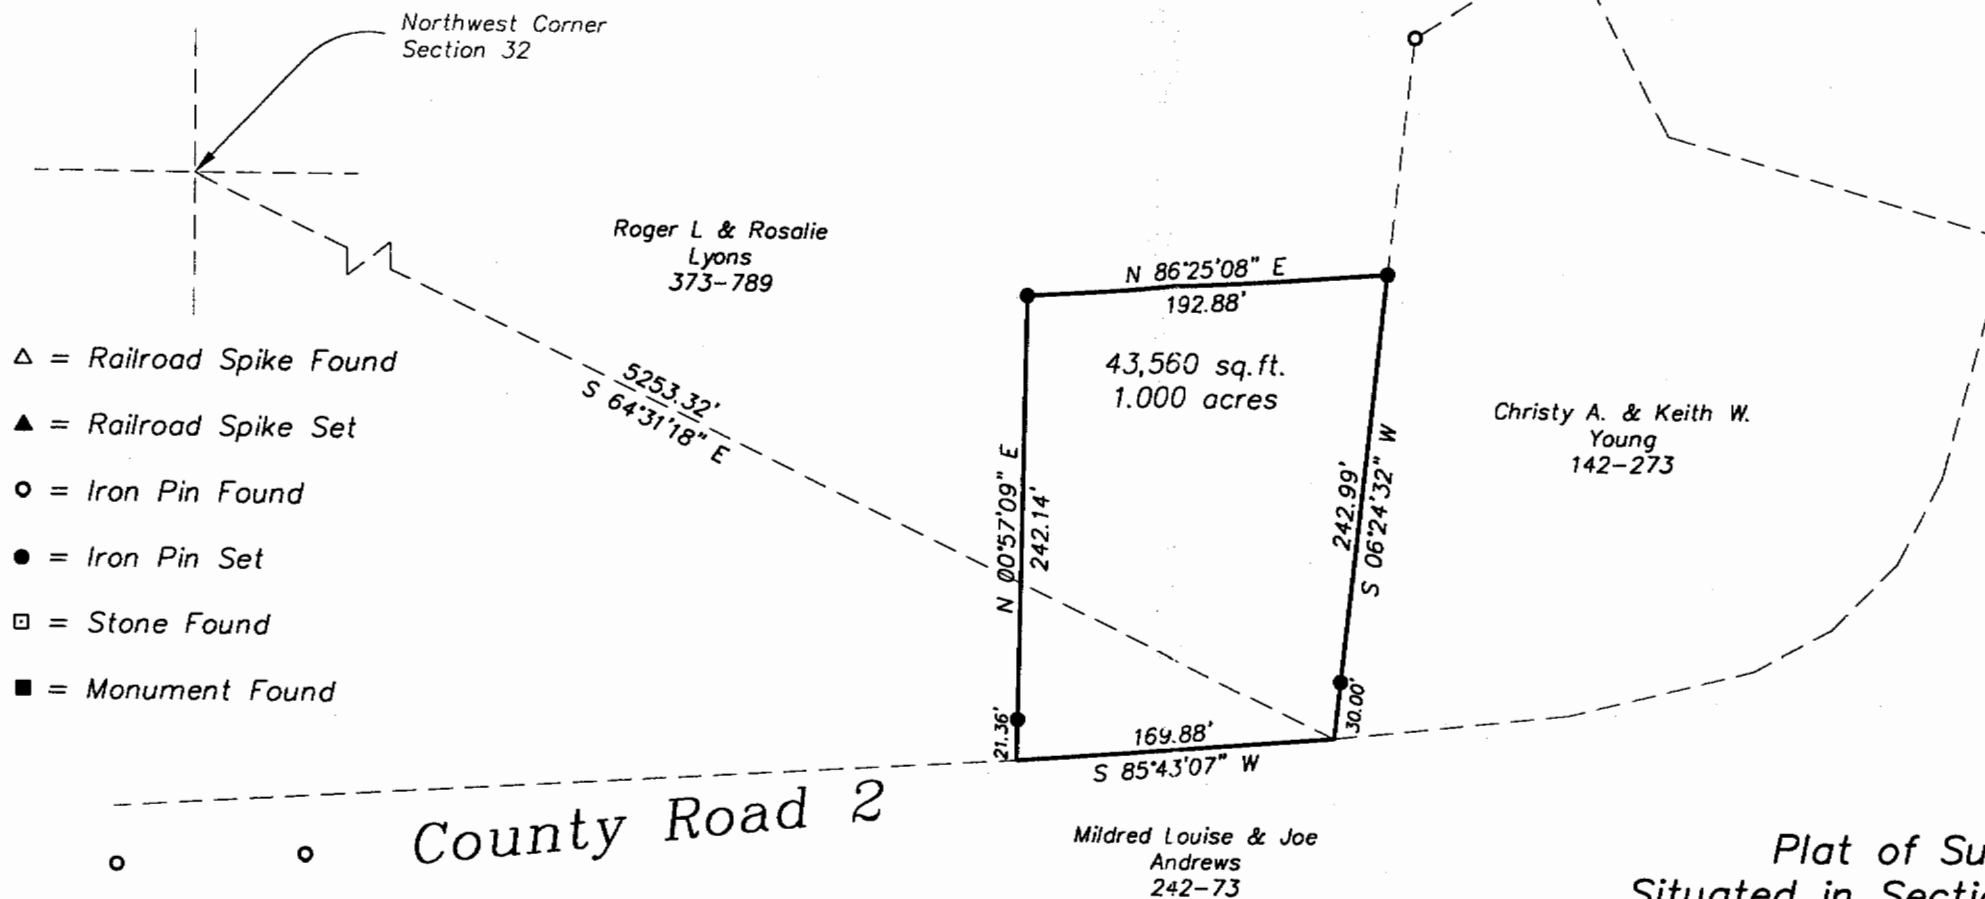 Northwest Corner
Section 32
Roger L & Rosalie
Lyons
373-789
N 86°25'08" E
192.88'
43,560 sq.ft.
1.000 acres
5253.32'
S 64°31'18" E
N 00°57'09" E
242.14'
242.99'
S 06°24'32" W
Christy A. & Keith W.
Young
142-273
= Railroad Spike Found
= Railroad Spike Set
= Iron Pin Found
= Iron Pin Set
= Stone Found
= Monument Found
21.36'
30.00'
169.88'
S 85°43'07" W
County Road 2
Mildred Louise & Joe
Andrews
242-73
Plat of Su
Situated in Sectio